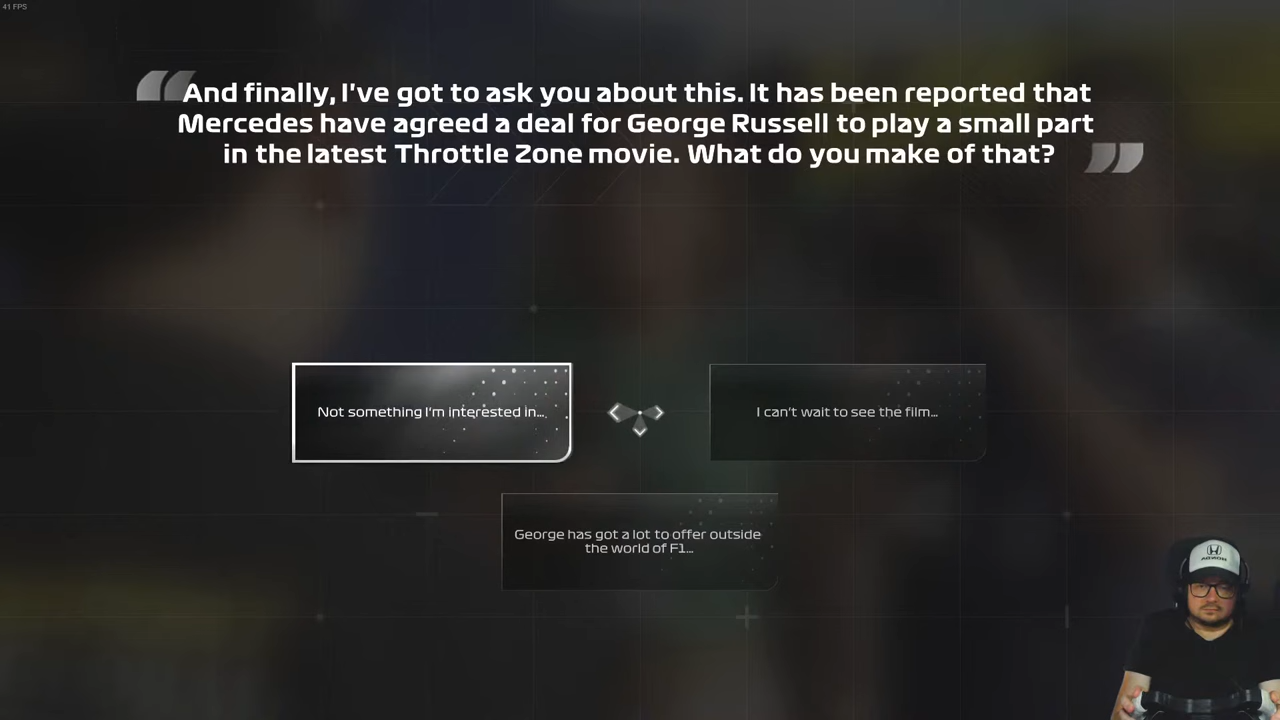 41 FPS
And finally, I've got to ask you about this. It has been reported that
Mercedes have agreed a deal for George Russell to play a small part
in the latest Throttle Zone movie. What do you make of that?
Not something I'm interested in...
I can't wait to see the film...
George has got a lot to offer outside
the world of F1...